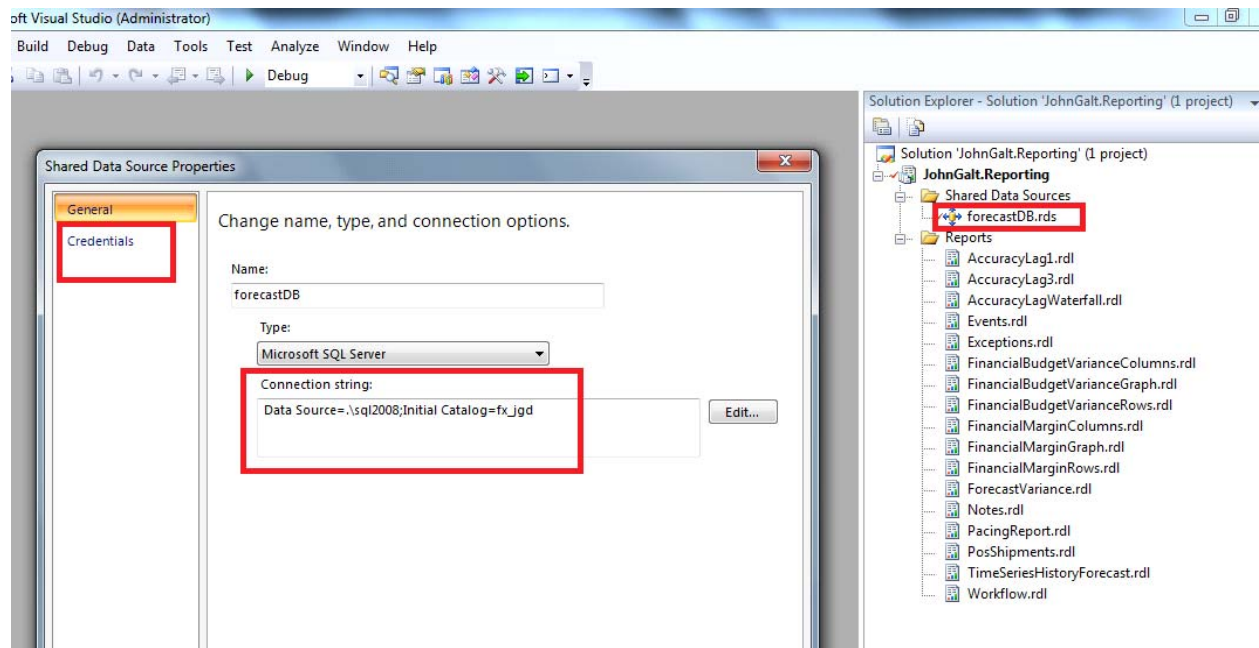 oft Visual Studio (Administrator)
Build Debug Data Tools Test Analyze Window Help
Debug
Solution Explorer - Solution 'JohnGalt.Reporting' (1 project)
Solution 'JohnGalt.Reporting' (1 project)
JohnGalt.Reporting
Shared Data Sources
forecastDB.rds
Reports
AccuracyLag1.rdl
AccuracyLag3.rdl
AccuracyLagWaterfall.rdl
Events.rdl
Exceptions.rdl
FinancialBudgetVarianceColumns.rdl
FinancialBudgetVarianceGraph.rdl
FinancialBudgetVarianceRows.rdl
FinancialMarginColumns.rdl
FinancialMarginGraph.rdl
FinancialMarginRows.rdl
ForecastVariance.rdl
Notes.rdl
PacingReport.rdl
PosShipments.rdl
TimeSeriesHistoryForecast.rdl
Workflow.rdl
Shared Data Source Properties
General
Credentials
Change name, type, and connection options.
Name:
forecastDB
Type:
Microsoft SQL Server
Connection string:
Data Source=.\sql2008;Initial Catalog=fx_jgd
Edit...